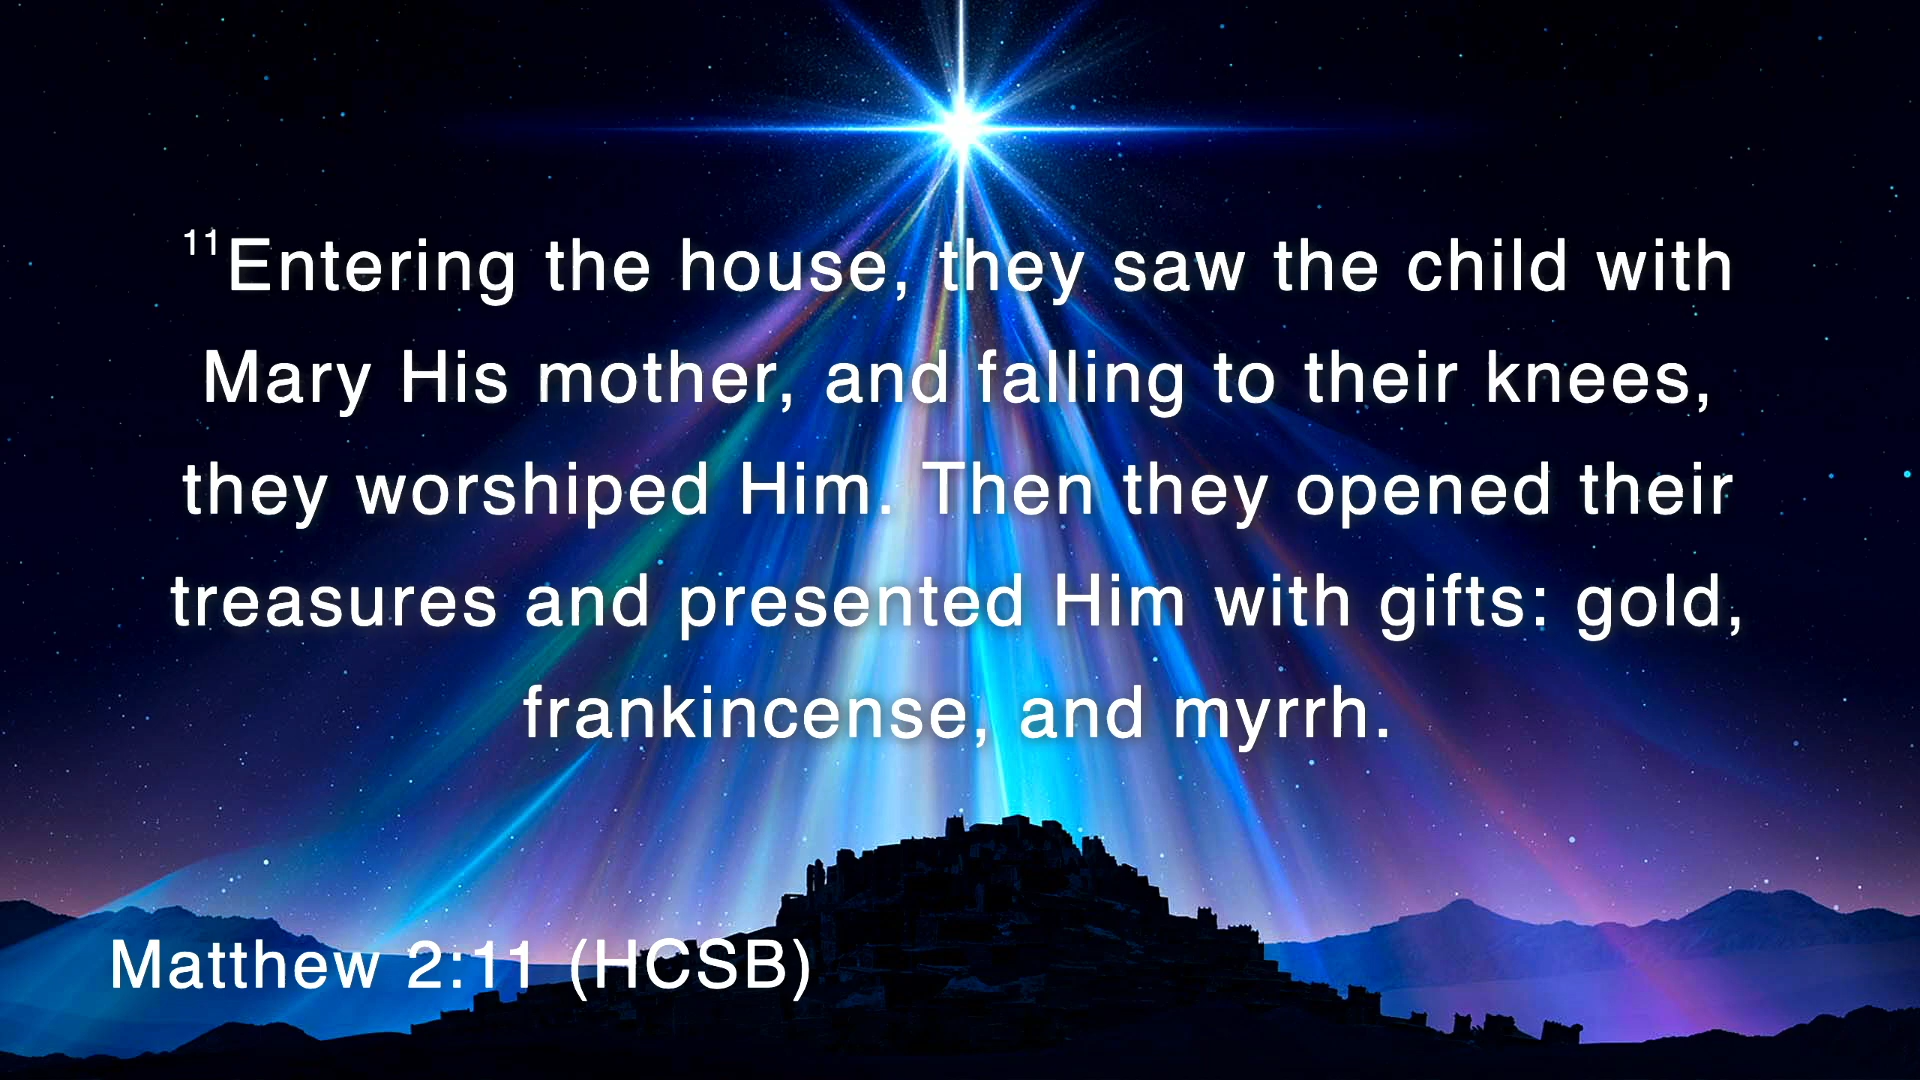 ¹¹Entering the house, they saw the child with
Mary His mother, and falling to their knees,
they worshiped Him. Then they opened their
treasures and presented Him with gifts: gold,
frankincense, and myrrh.
Matthew 2:11 (HCSB)